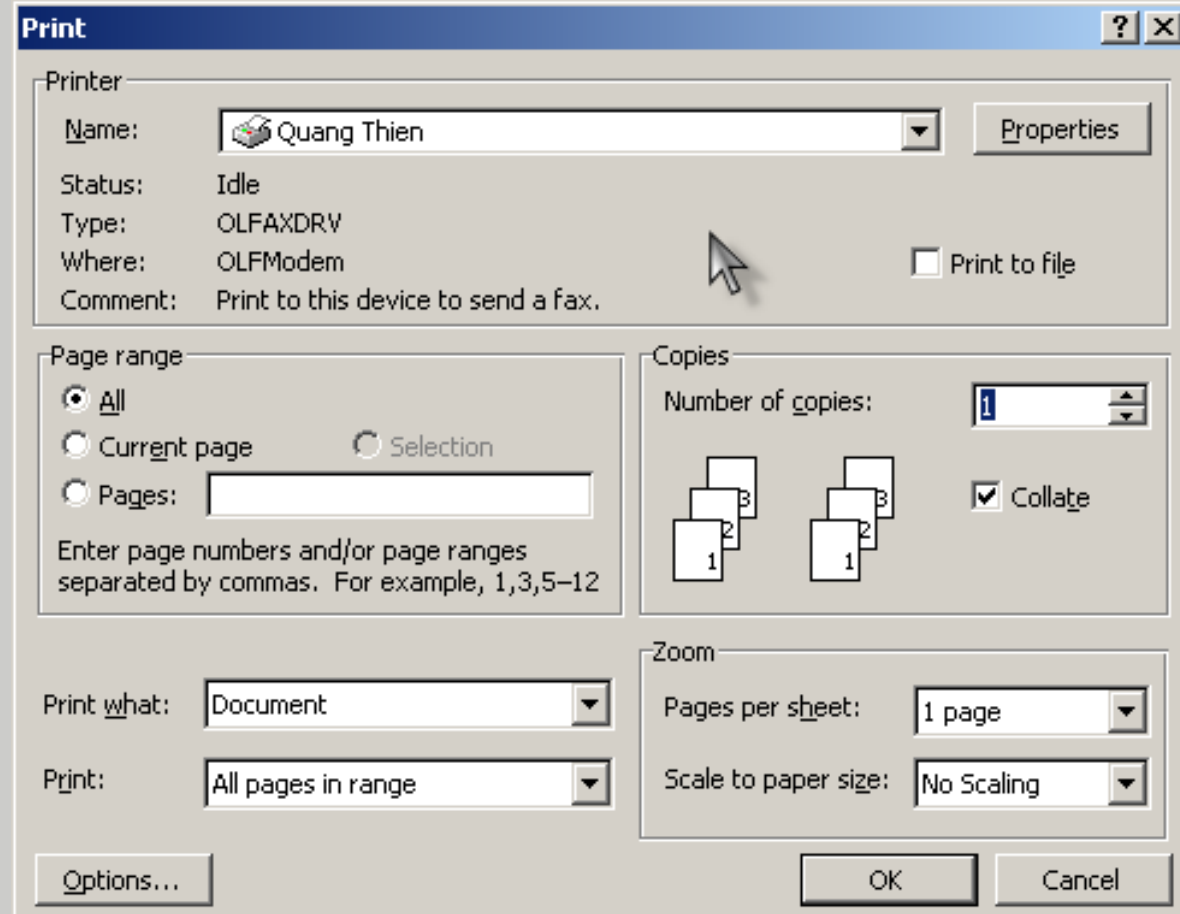 Print
Printer
Name: Quang Thien Properties
Status: Idle
Type: OLFAXDRV
Where: OLFModem Print to file
Comment: Print to this device to send a fax.
Page range
All
Current page Selection
Pages:
Enter page numbers and/or page ranges
separated by commas. For example, 1,3,5–12
Copies
Number of copies: 1
1 2 3 1 2 3 Collate
Print what: Document
Print: All pages in range
Zoom
Pages per sheet: 1 page
Scale to paper size: No Scaling
Options... OK Cancel